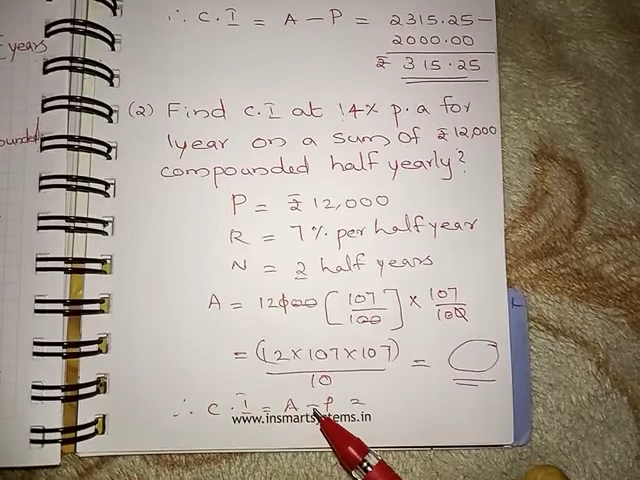 ∴ C.I = A - P = 2315.25 -
2000.00
₹ 315.25
years
(2) Find C.I at 14% p.a for
1year on a sum of ₹12,000
compounded half yearly?
P = ₹12,000
R = 7% per half year
N = 2 half years
A = 12000 [107/100] × 107/100
= (12×107×107)/10 =
∴ C.I = A - P =
www.insmartsystems.in